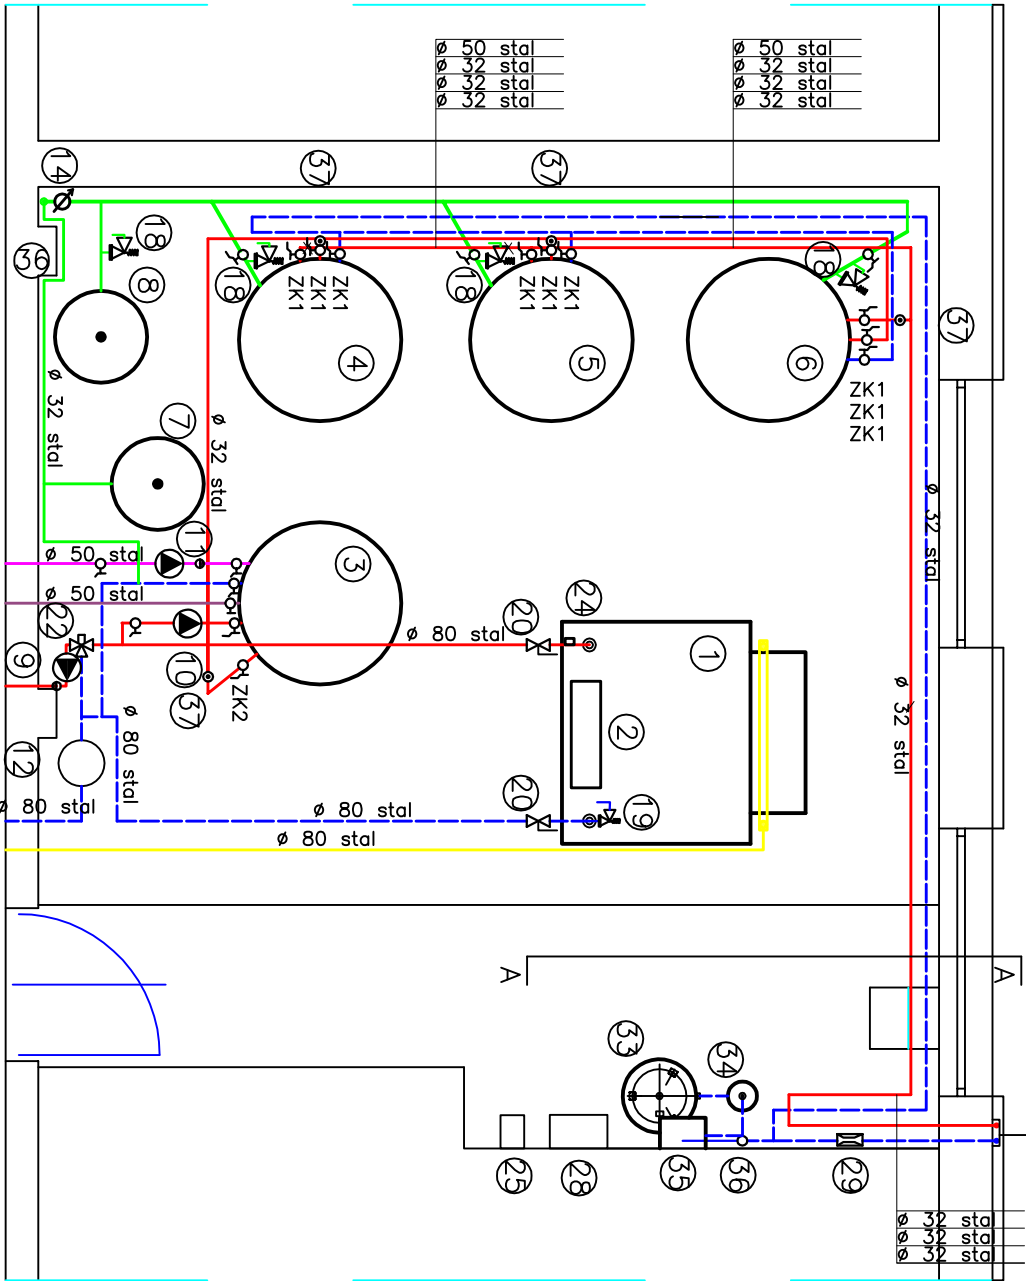 ø 50 stal
ø 32 stal
ø 32 stal
ø 32 stal
ø 50 stal
ø 32 stal
ø 32 stal
ø 32 stal
14
37
37
18
36
8
18
ZK1
ZK1
ZK1
18
ZK1
ZK1
ZK1
18
37
4
5
6
ZK1
ZK1
ZK1
ø 32 stal
7
ø 32 stal
ø 32 stal
11
ø 50 stal
3
ø 50 stal
22
24
20
ø 80 stal
1
9
10
ZK2
37
ø 32 stal
2
12
ø 80 stal
20
19
ø 80 stal
ø 80 stal
ø 80 stal
A
A
33
34
25
28
35
36
29
ø 32 stal
ø 32 stal
ø 32 stal